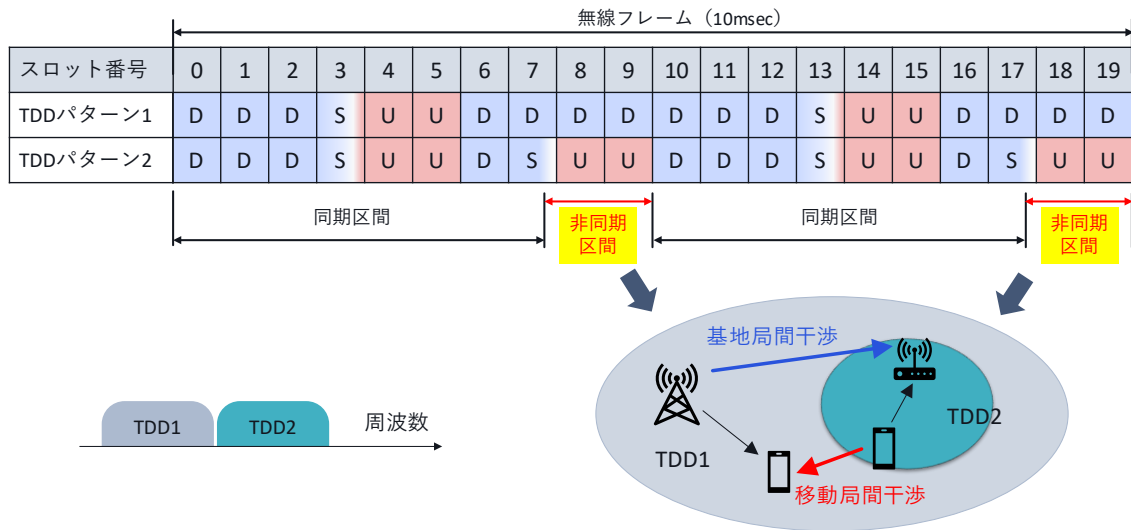 無線フレーム（10msec）
スロット番号 0 1 2 3 4 5 6 7 8 9 10 11 12 13 14 15 16 17 18 19
TDDパターン1 D D D S U U D D D D D D D S U U D D D D
TDDパターン2 D D D S U U D S U U D D D S U U D S U U
同期区間 非同期 同期区間 非同期
区間 区間
基地局間干渉
TDD1 TDD2 周波数
TDD2
TDD1
移動局間干渉